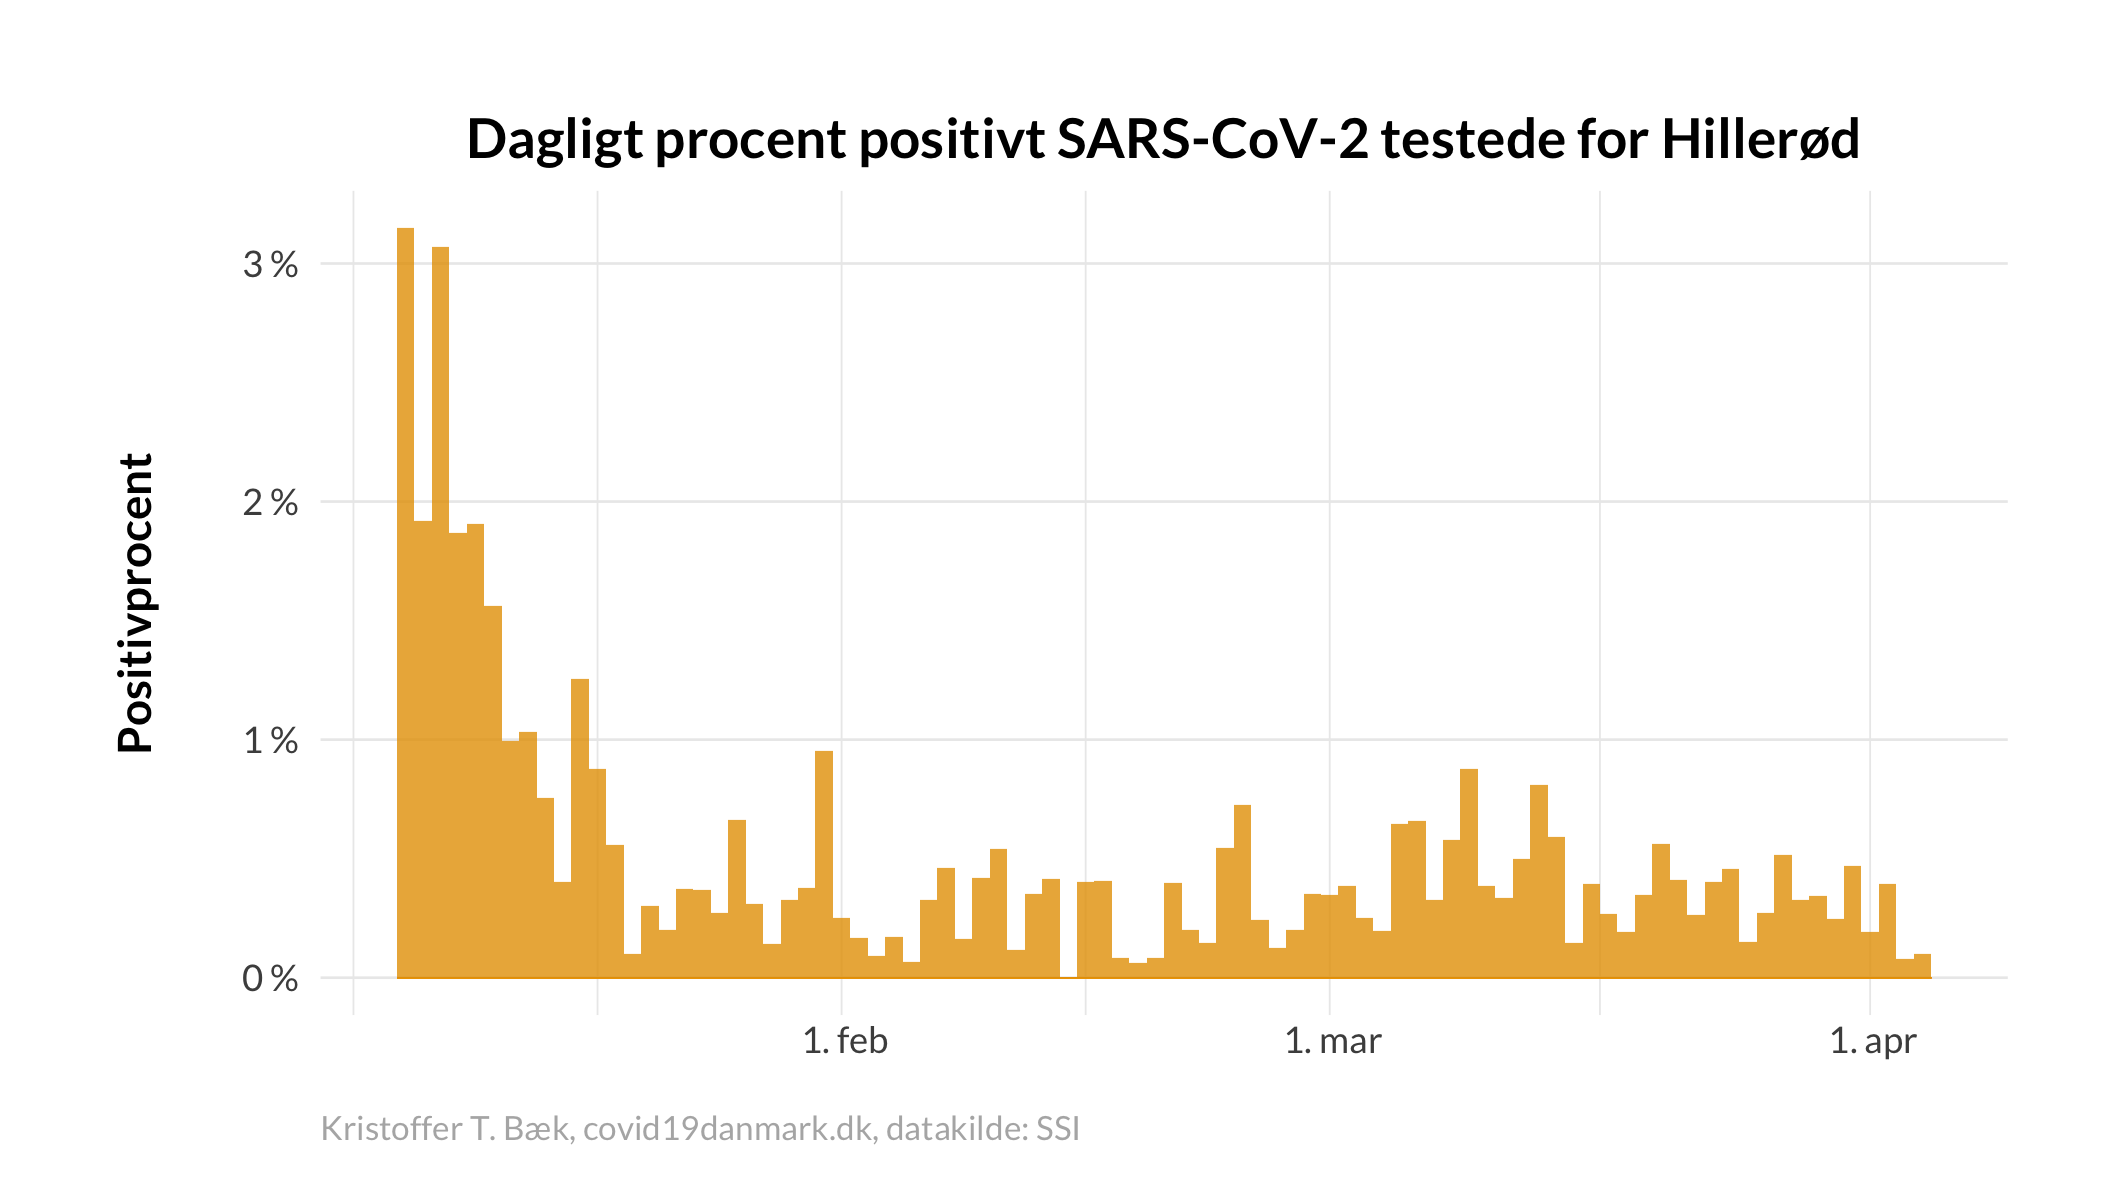 Dagligt procent positivt SARS-CoV-2 testede for Hillerød
Positivprocent
3 %
2 %
1 %
0 %
1. feb
1. mar
1. apr
Kristoffer T. Bæk, covid19danmark.dk, datakilde: SSI